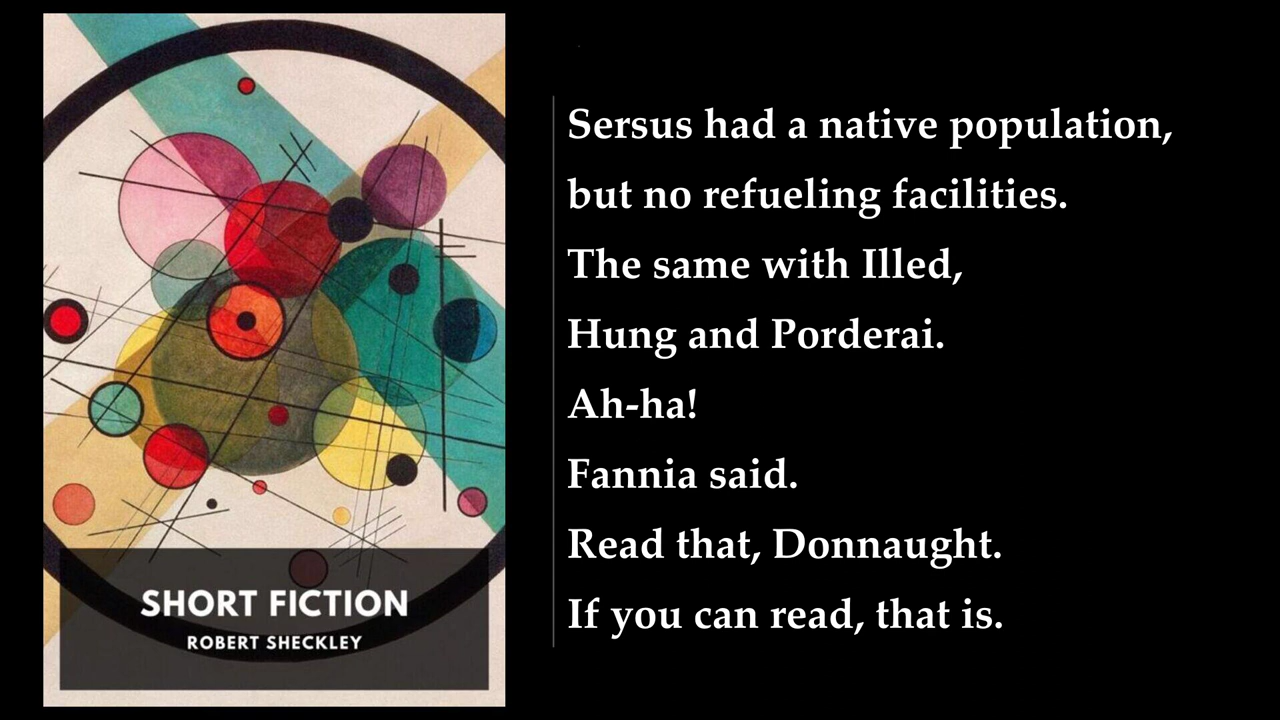 SHORT FICTION
ROBERT SHECKLEY
Sersus had a native population,
but no refueling facilities.
The same with Illed,
Hung and Porderai.
Ah-ha!
Fannia said.
Read that, Donnaught.
If you can read, that is.